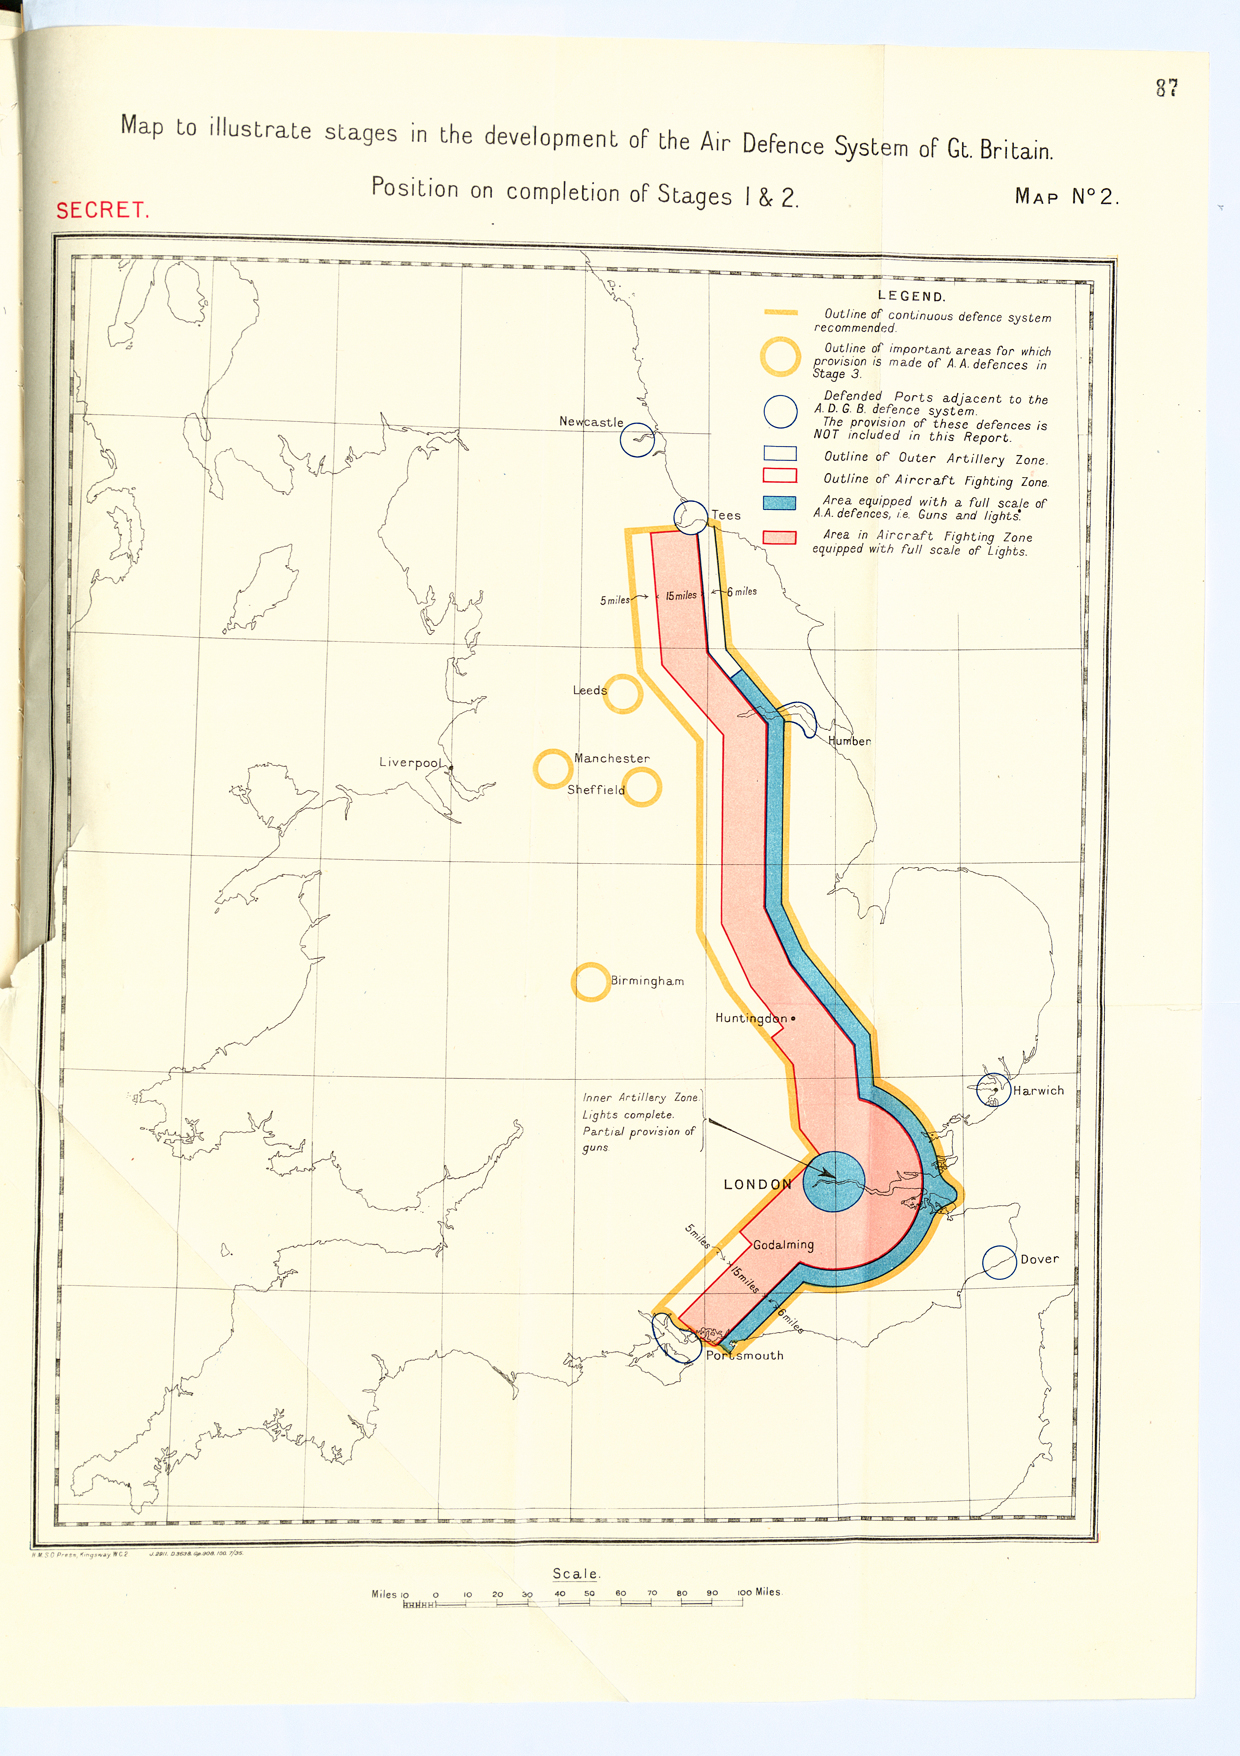 87
Map to illustrate stages in the development of the Air Defence System of Gt. Britain.
Position on completion of Stages 1 & 2.
MAP Nº 2.
SECRET.
LEGEND.
Outline of continuous defence system
recommended.
Outline of important areas for which
provision is made of A.A. defences in
Stage 3.
Defended Ports adjacent to the
A.D.G.B. defence system.
The provision of these defences is
NOT included in this Report.
Outline of Outer Artillery Zone.
Outline of Aircraft Fighting Zone.
Area equipped with a full scale of
A.A. defences, i.e. Guns and lights.
Area in Aircraft Fighting Zone
equipped with full scale of Lights.
Newcastle
Tees
5 miles
15 miles
6 miles
Leeds
Humber
Manchester
Liverpool
Sheffield
Birmingham
Huntingdon
Harwich
Inner Artillery Zone
Lights complete.
Partial provision of
guns.
LONDON
5 miles
Godalming
15 miles
6 miles
Dover
Portsmouth
H.M.S.O. Press, Kingsway W.C.2
Scale.
Miles 10 0 10 20 30 40 50 60 70 80 90 100 Miles.